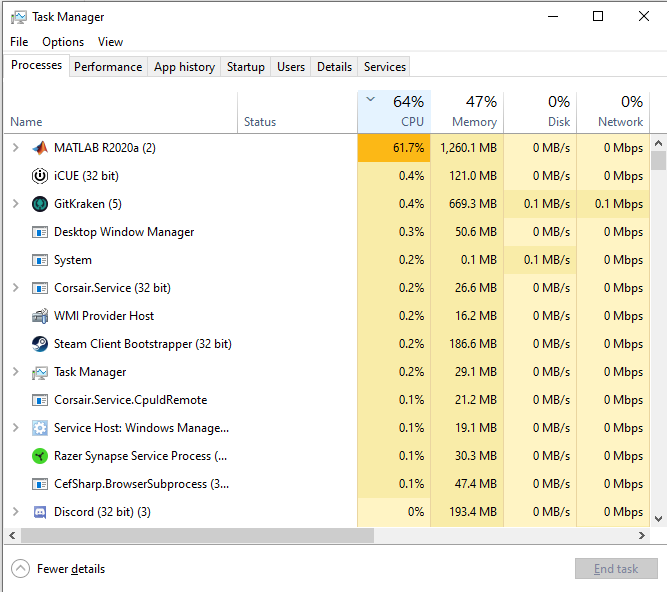 Task Manager
File Options View
Processes Performance App history Startup Users Details Services
64% 47% 0% 0%
Name Status CPU Memory Disk Network
MATLAB R2020a (2) 61.7% 1,260.1 MB 0 MB/s 0 Mbps
iCUE (32 bit) 0.4% 121.0 MB 0 MB/s 0 Mbps
GitKraken (5) 0.4% 669.3 MB 0.1 MB/s 0.1 Mbps
Desktop Window Manager 0.3% 50.6 MB 0 MB/s 0 Mbps
System 0.2% 0.1 MB 0.1 MB/s 0 Mbps
Corsair.Service (32 bit) 0.2% 26.6 MB 0 MB/s 0 Mbps
WMI Provider Host 0.2% 16.2 MB 0 MB/s 0 Mbps
Steam Client Bootstrapper (32 bit) 0.2% 186.6 MB 0 MB/s 0 Mbps
Task Manager 0.2% 29.1 MB 0 MB/s 0 Mbps
Corsair.Service.CpuIdRemote 0.1% 21.2 MB 0 MB/s 0 Mbps
Service Host: Windows Manage... 0.1% 19.1 MB 0 MB/s 0 Mbps
Razer Synapse Service Process (... 0.1% 30.3 MB 0 MB/s 0 Mbps
CefSharp.BrowserSubprocess (3... 0.1% 47.4 MB 0 MB/s 0 Mbps
Discord (32 bit) (3) 0% 193.4 MB 0 MB/s 0 Mbps
Fewer details End task